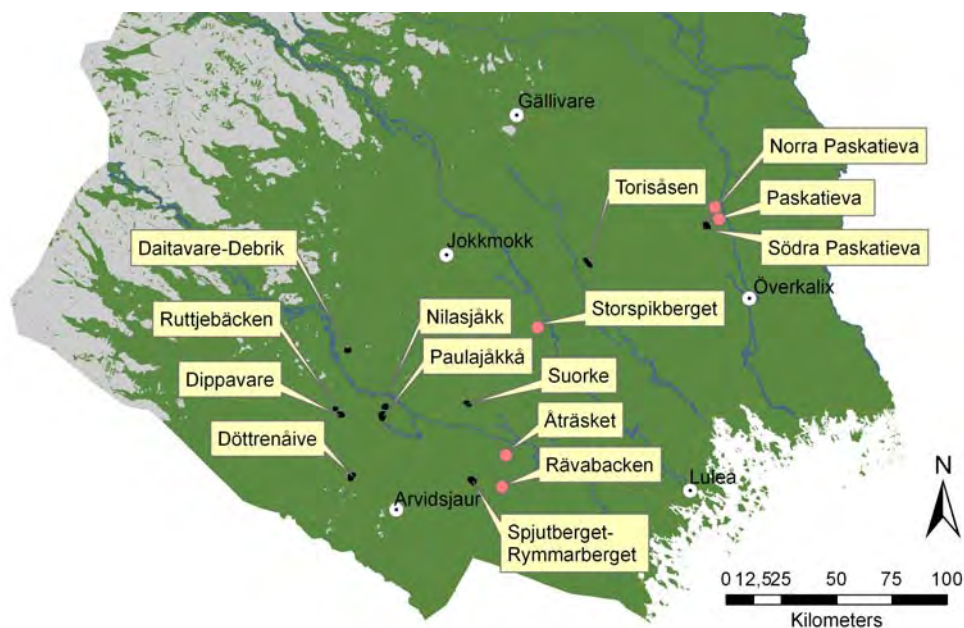 Gällivare
Norra Paskatieva
Torisåsen
Paskatieva
Daitavare-Debrik
Jokkmokk
Södra Paskatieva
Överkalix
Ruttjebäcken
Nilasjåkk
Storspikberget
Paulajåkkå
Dippavare
Suorke
Åträsket
Döttrenåive
Rävabacken
N
Luleå
Arvidsjaur
Spjutberget-
Rymmarberget
0 12,525 50 75 100
Kilometers